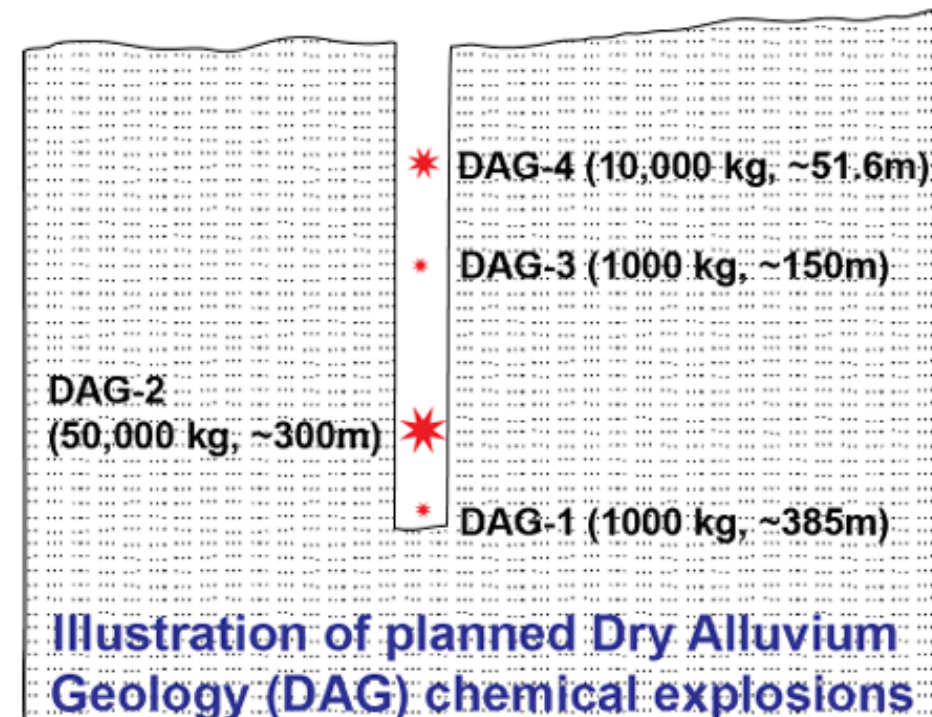 DAG-4 (10,000 kg, ~51.6m)
DAG-3 (1000 kg, ~150m)
DAG-2
(50,000 kg, ~300m)
DAG-1 (1000 kg, ~385m)
Illustration of planned Dry Alluvium
Geology (DAG) chemical explosions